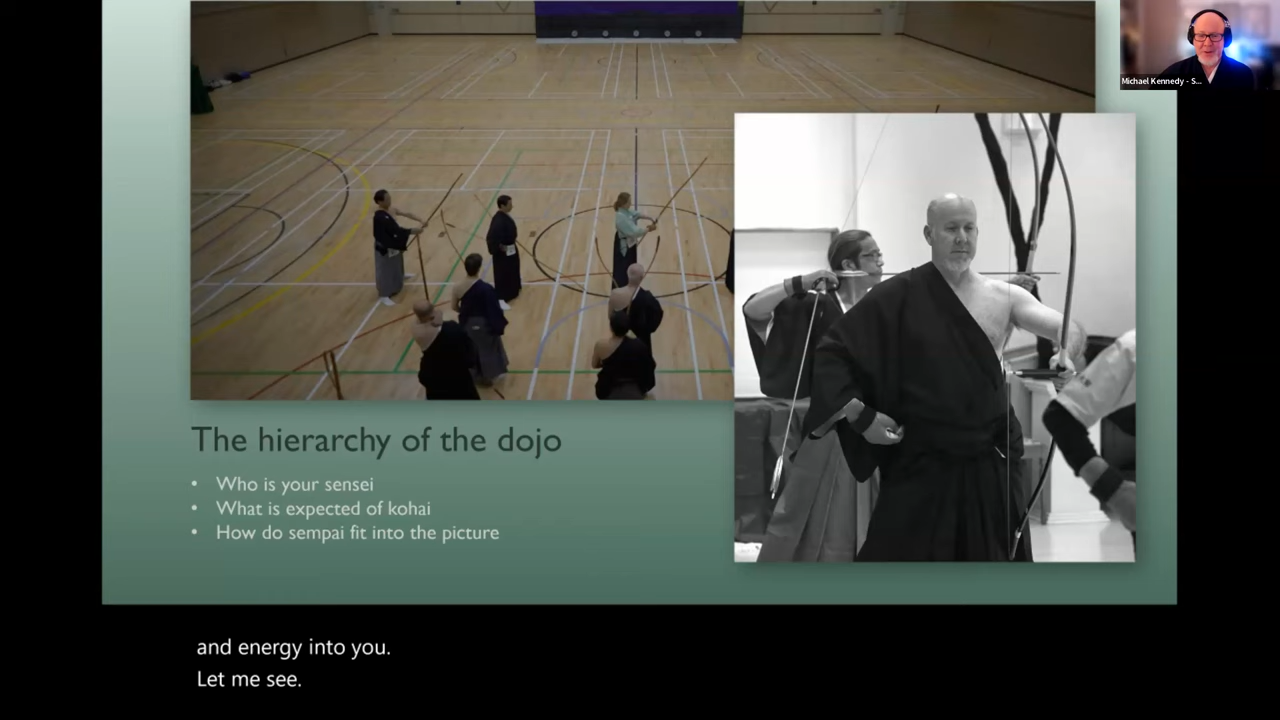 Michael Kennedy - S...
The hierarchy of the dojo
• Who is your sensei
• What is expected of kohai
• How do sempai fit into the picture
and energy into you.
Let me see.